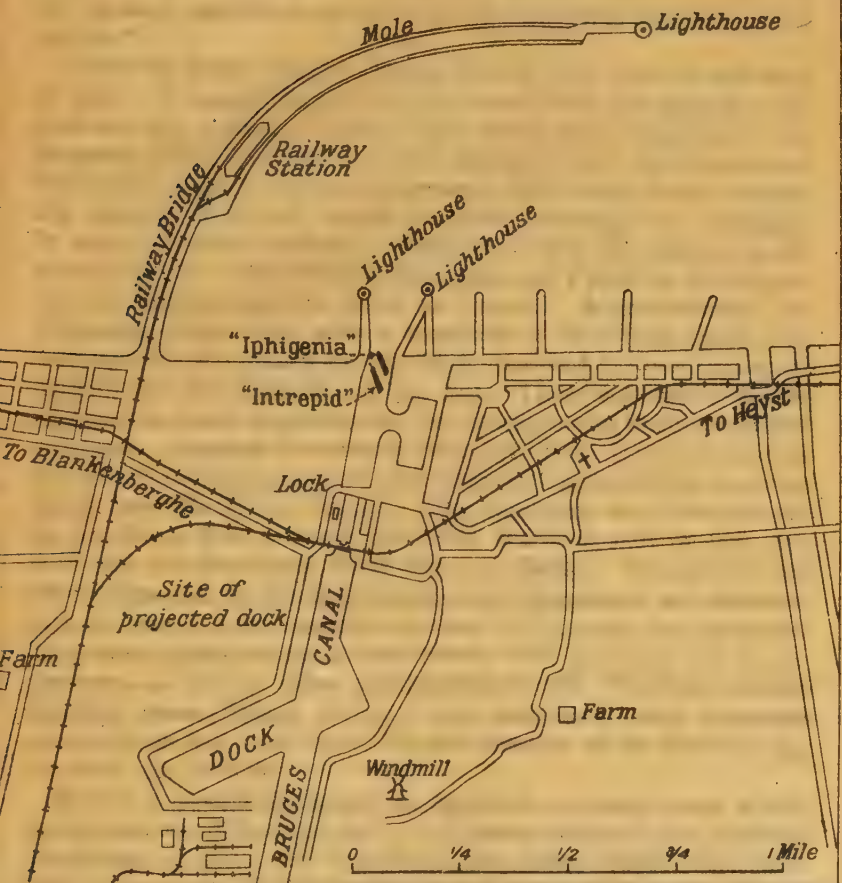 Mole
Lighthouse
Railway
Station
Railway Bridge
Lighthouse
Lighthouse
"Iphigenia"
"Intrepid"
To Heyst
To Blankenberghe
Lock
Site of
projected dock
CANAL
Farm
Farm
DOCK
Windmill
BRUGES
0 1/4 1/2 3/4 1 Mile